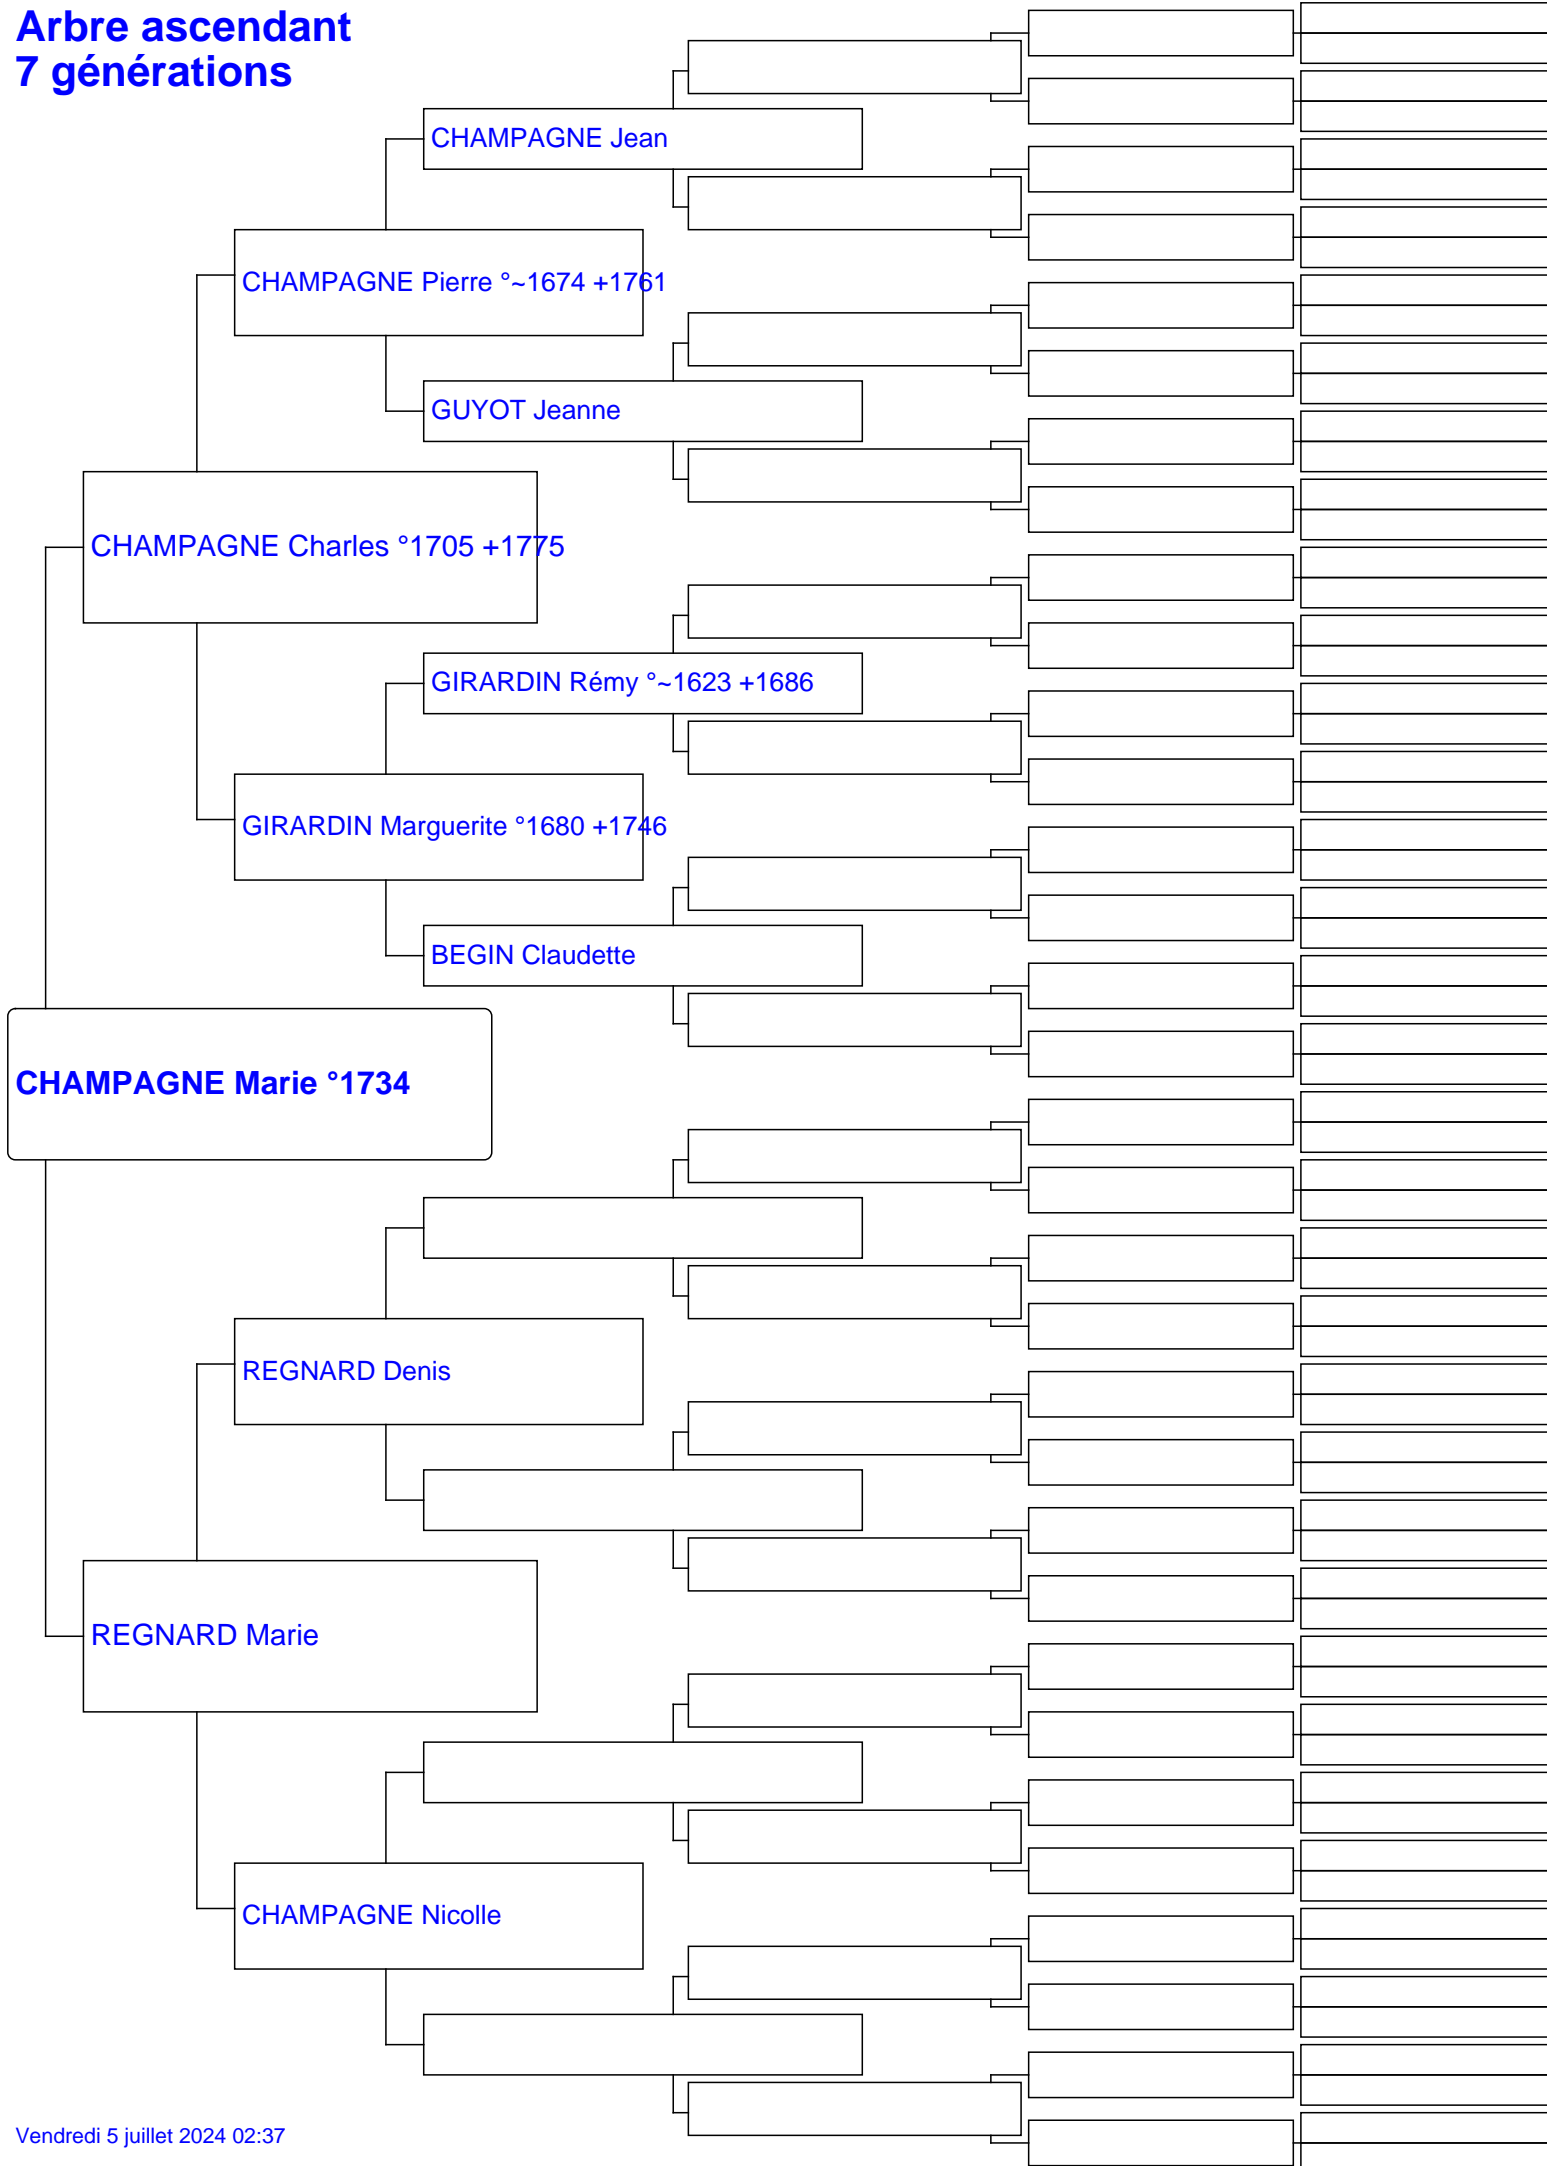 Arbre ascendant
7 générations
CHAMPAGNE Jean
CHAMPAGNE Pierre °~1674 +1761
GUYOT Jeanne
CHAMPAGNE Charles °1705 +1775
GIRARDIN Rémy °~1623 +1686
GIRARDIN Marguerite °1680 +1746
BEGIN Claudette
CHAMPAGNE Marie °1734
REGNARD Denis
REGNARD Marie
CHAMPAGNE Nicolle
Vendredi 5 juillet 2024 02:37